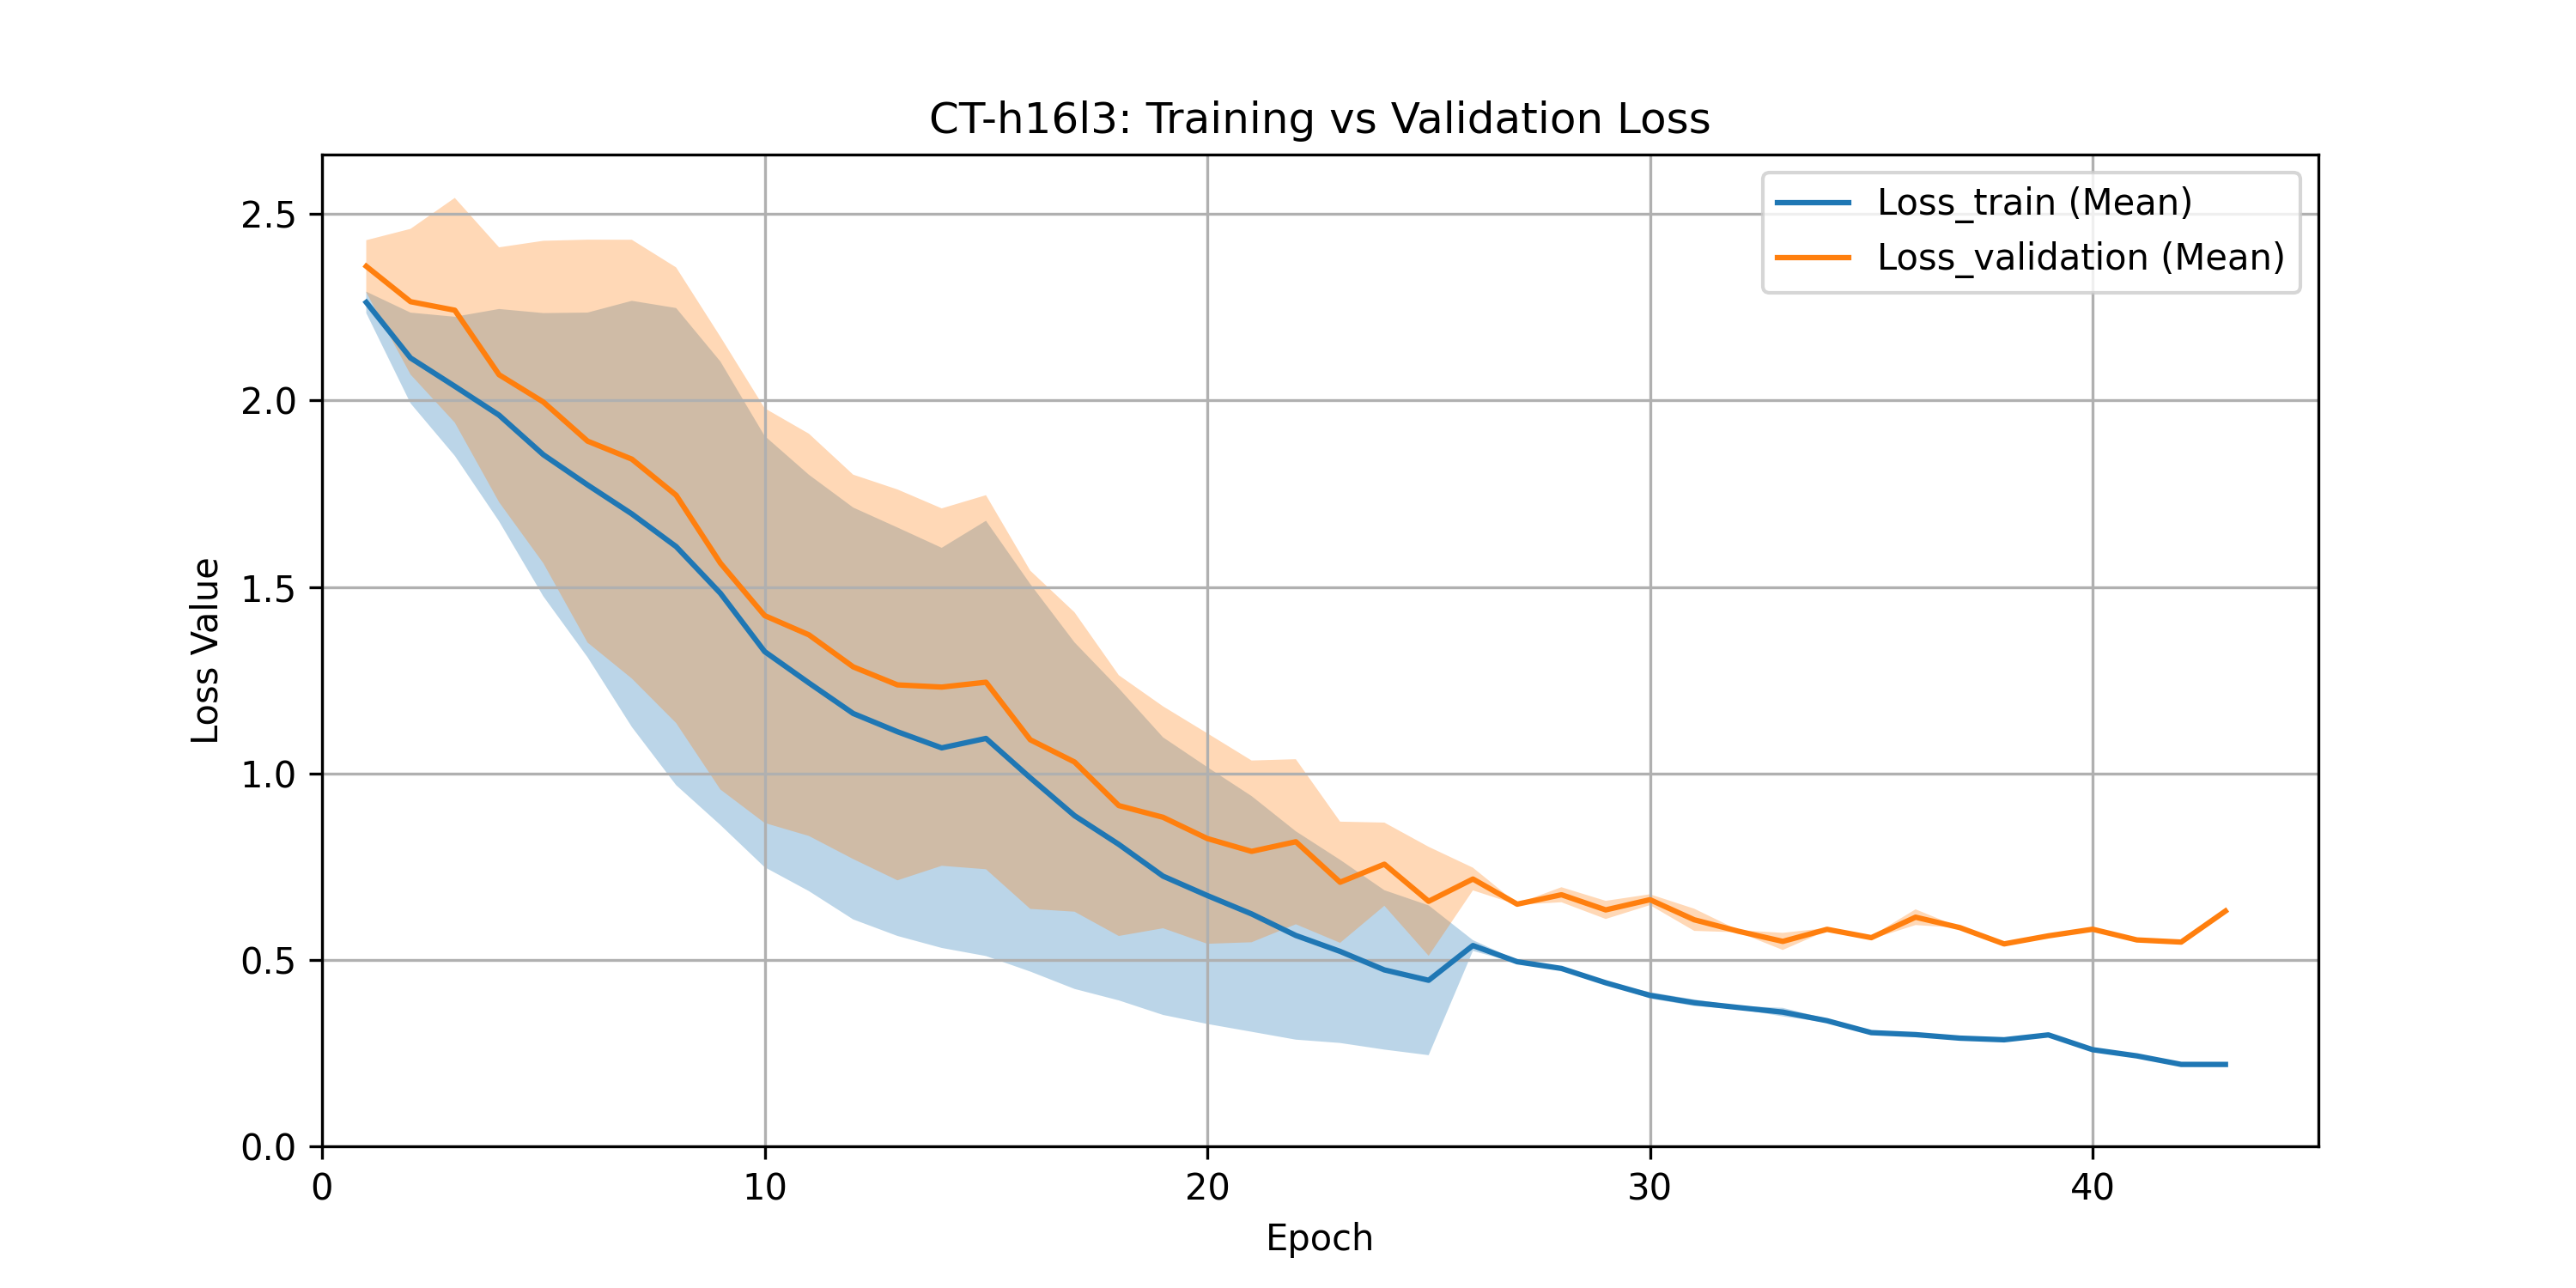 CT-h16l3: Training vs Validation Loss
Loss_train (Mean)
Loss_validation (Mean)
Loss Value
2.5
2.0
1.5
1.0
0.5
0.0
0 10 20 30 40
Epoch